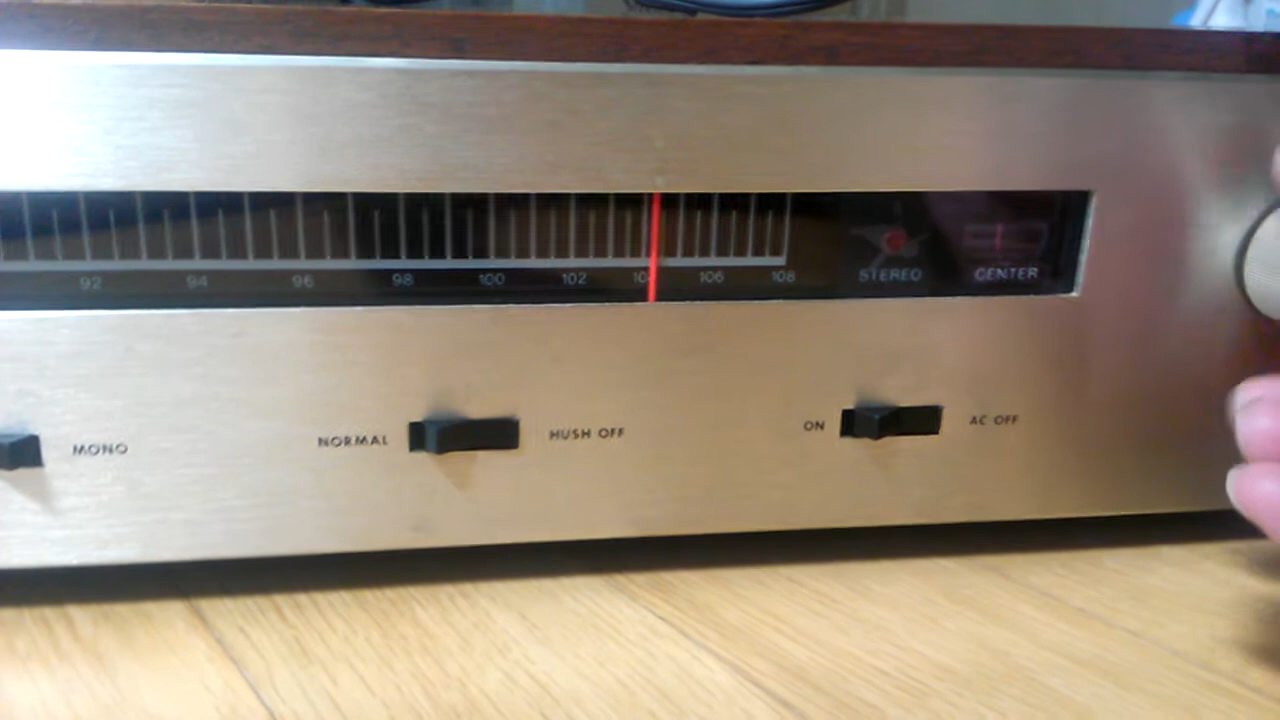 92 94 96 98 100 102 106 108
STEREO CENTER
MONO NORMAL HUSH OFF ON AC OFF